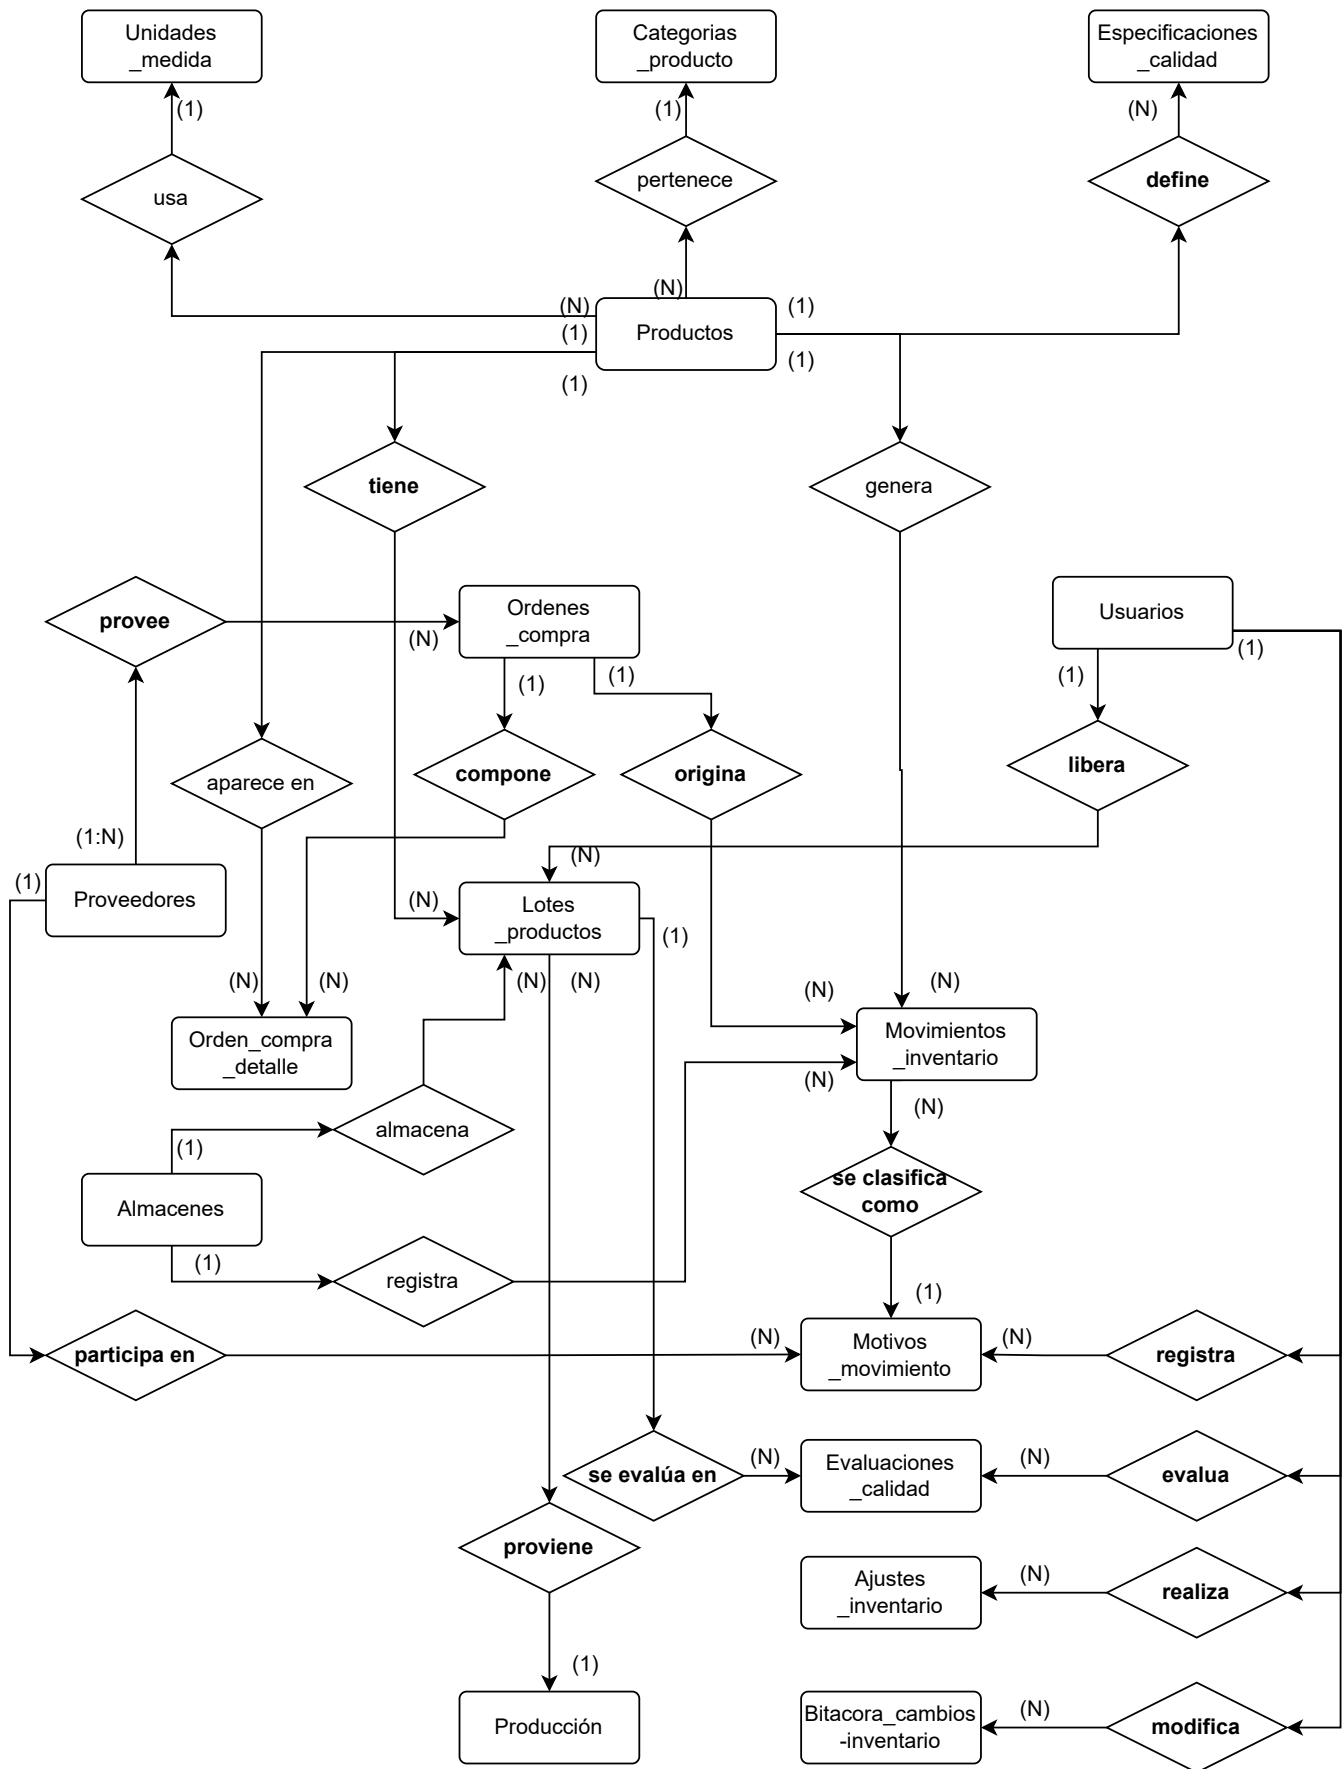 Unidades
_medida
Categorias
_producto
Especificaciones
_calidad
(1)
(1)
(N)
usa
pertenece
define
(N)
(N)
(1)
(1)
Productos
(1)
(1)
tiene
genera
provee
Ordenes
_compra
Usuarios
(N)
(1)
(1)
(1)
(1)
aparece en
compone
origina
libera
(1:N)
(N)
(1)
Proveedores
(N)
Lotes
_productos
(1)
(N)
(N)
(N)
(N)
(N)
(N)
Orden_compra
_detalle
Movimientos
_inventario
(N)
(N)
almacena
(1)
se clasifica
como
Almacenes
(1)
registra
(1)
participa en
(N)
Motivos
_movimiento
(N)
registra
se evalúa en
(N)
Evaluaciones
_calidad
(N)
evalua
proviene
Ajustes
_inventario
(N)
realiza
(1)
Producción
Bitacora_cambios
-inventario
(N)
modifica